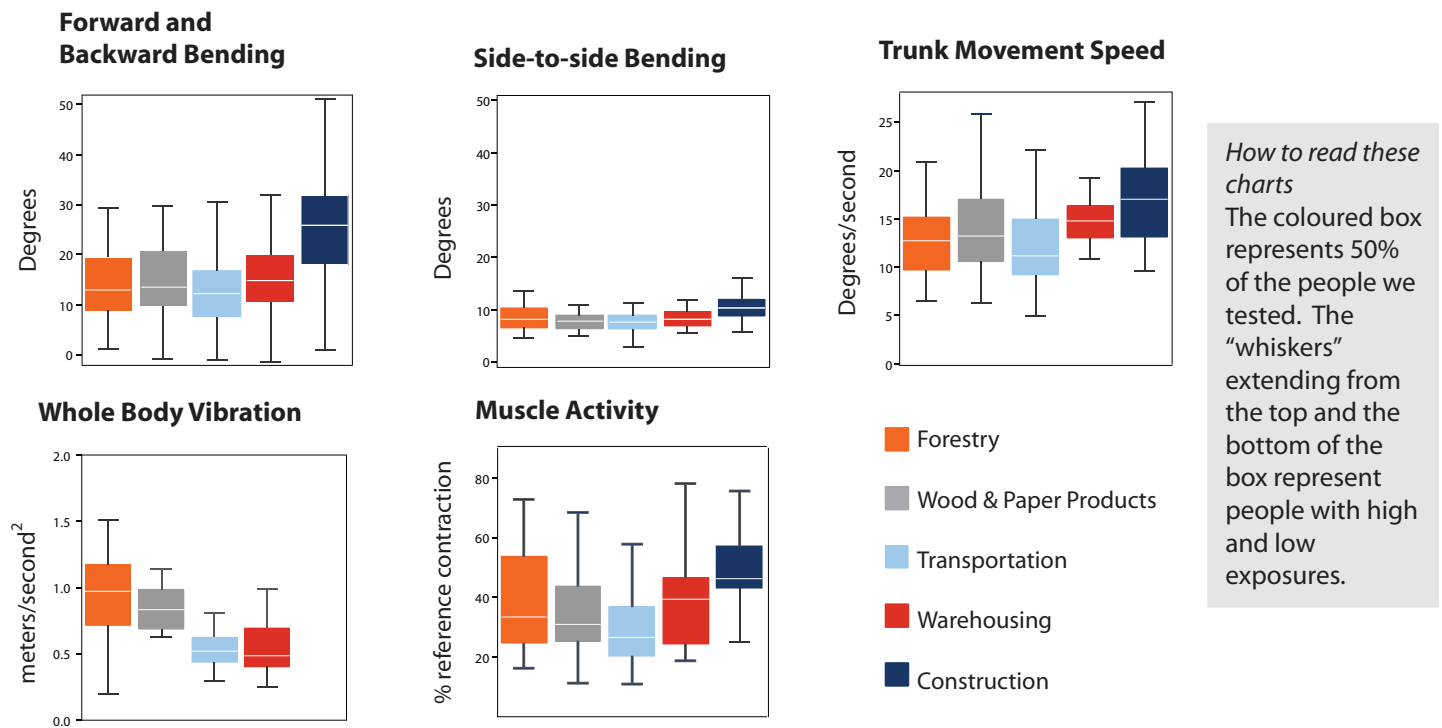 Forward and
Backward Bending
Degrees
50
40
30
20
10
0
Side-to-side Bending
Degrees
50
40
30
20
10
0
Trunk Movement Speed
Degrees/second
25
20
15
10
5
0
How to read these
charts
The coloured box
represents 50%
of the people we
tested. The
“whiskers”
extending from
the top and the
bottom of the
box represent
people with high
and low
exposures.
Whole Body Vibration
meters/second²
2.0
1.5
1.0
0.5
0.0
Muscle Activity
% reference contraction
80
60
40
20
Forestry
Wood & Paper Products
Transportation
Warehousing
Construction